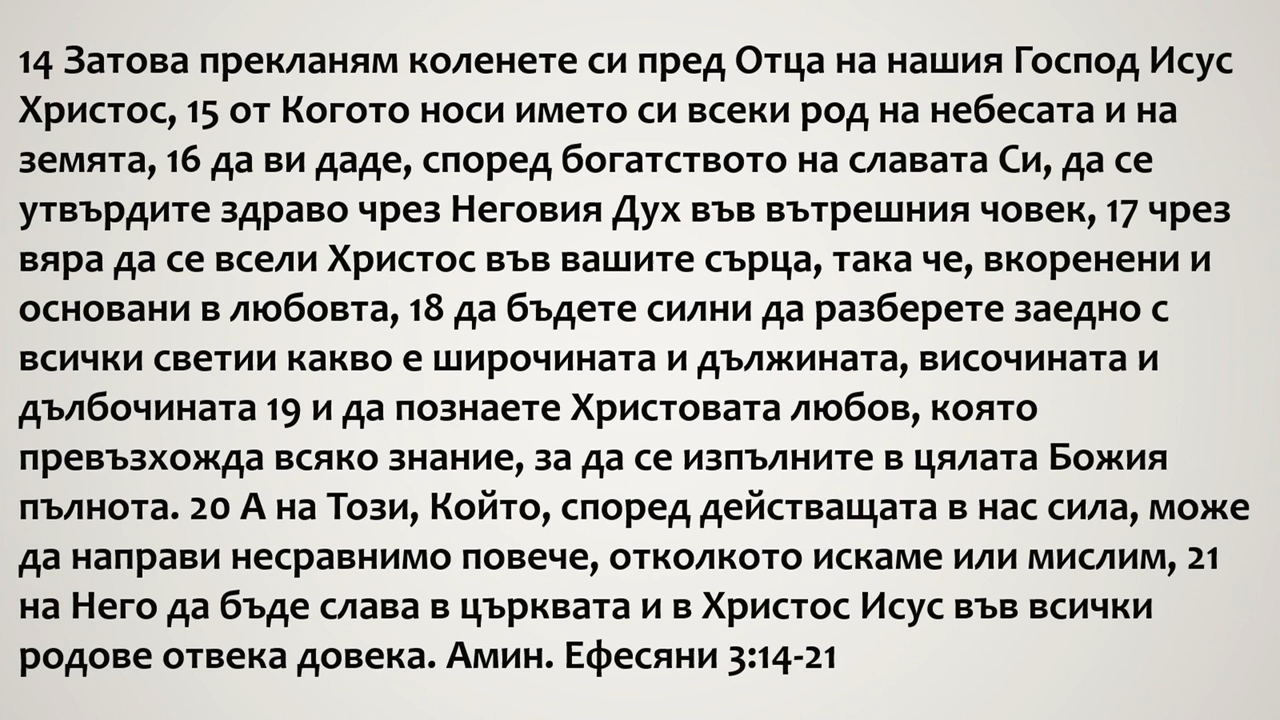 14 Затова прекланям коленете си пред Отца на нашия Господ Исус
Христос, 15 от Когото носи името си всеки род на небесата и на
земята, 16 да ви даде, според богатството на славата Си, да се
утвърдите здраво чрез Неговия Дух във вътрешния човек, 17 чрез
вяра да се всели Христос във вашите сърца, така че, вкоренени и
основани в любовта, 18 да бъдете силни да разберете заедно с
всички светии какво е широчината и дължината, височината и
дълбочината 19 и да познаете Христовата любов, която
превъзхожда всяко знание, за да се изпълните в цялата Божия
пълнота. 20 А на Този, Който, според действащата в нас сила, може
да направи несравнимо повече, отколкото искаме или мислим, 21
на Него да бъде слава в църквата и в Христос Исус във всички
родове отвека довека. Амин. Ефесяни 3:14-21